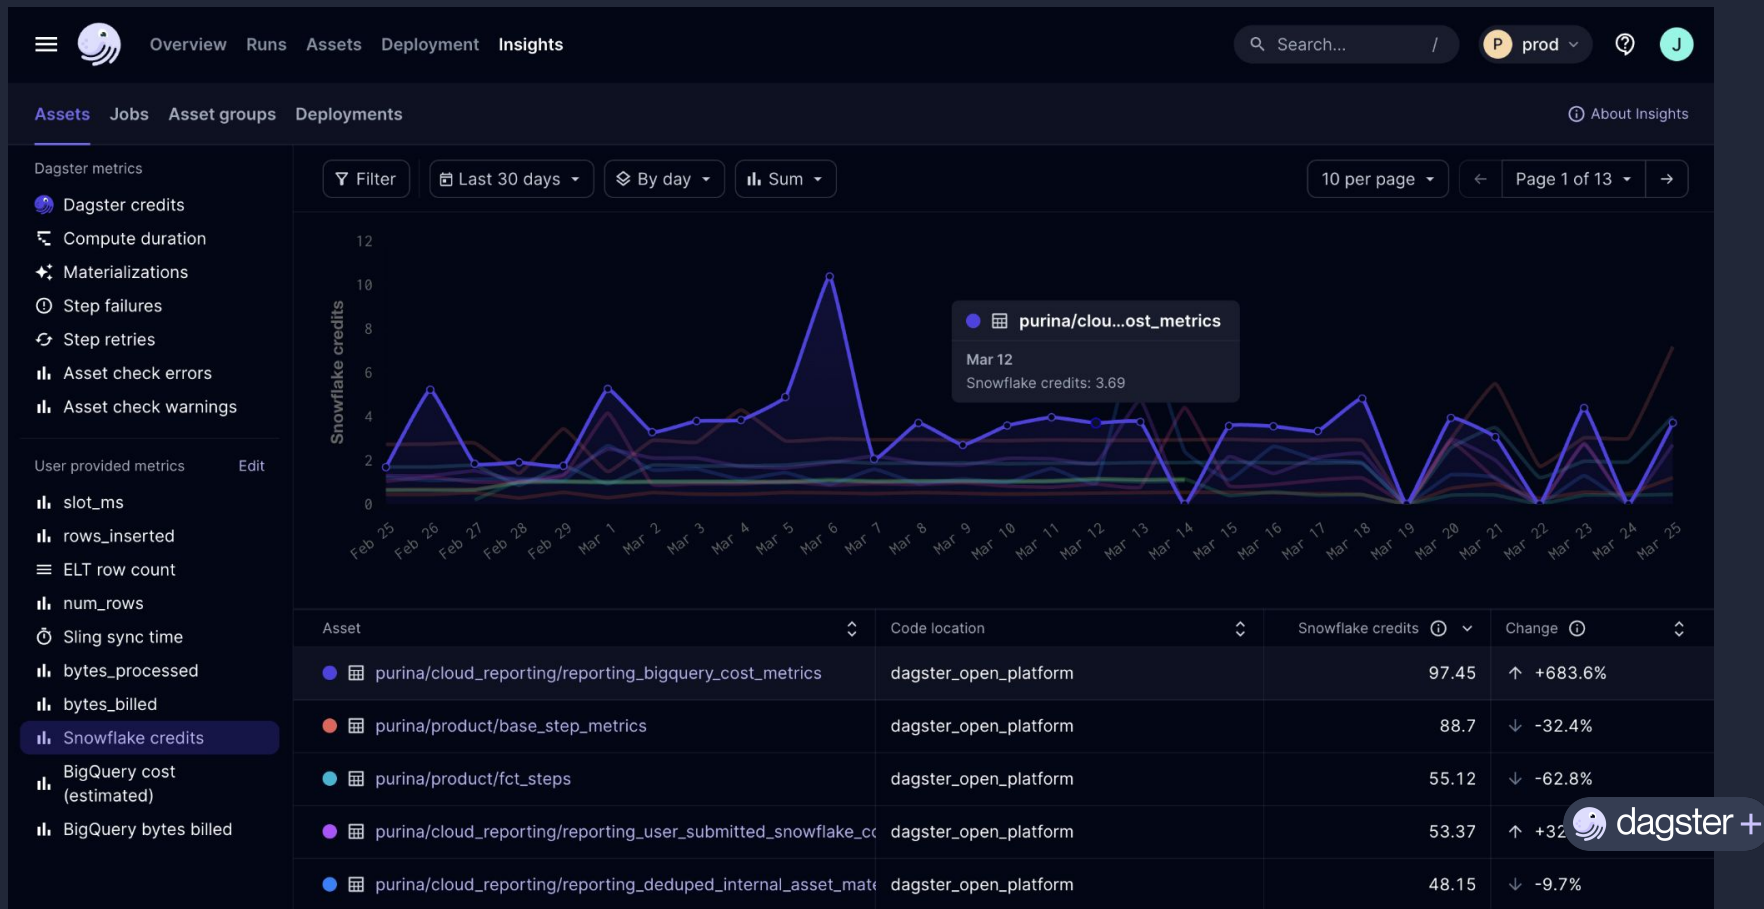 Overview Runs Assets Deployment Insights
Search... /
P prod
J
Assets Jobs Asset groups Deployments
About Insights
Dagster metrics
Dagster credits
Compute duration
Materializations
Step failures
Step retries
Asset check errors
Asset check warnings
User provided metrics Edit
slot_ms
rows_inserted
ELT row count
num_rows
Sling sync time
bytes_processed
bytes_billed
Snowflake credits
BigQuery cost
(estimated)
BigQuery bytes billed
Filter Last 30 days By day Sum
10 per page Page 1 of 13
Snowflake credits
12
10
8
6
4
2
0
purina/clou...ost_metrics
Mar 12
Snowflake credits: 3.69
Feb 25 Feb 26 Feb 27 Feb 28 Feb 29 Mar 1 Mar 2 Mar 3 Mar 4 Mar 5 Mar 6 Mar 7 Mar 8 Mar 9 Mar 10 Mar 11 Mar 12 Mar 13 Mar 14 Mar 15 Mar 16 Mar 17 Mar 18 Mar 19 Mar 20 Mar 21 Mar 22 Mar 23 Mar 24 Mar 25
Asset Code location Snowflake credits Change
purina/cloud_reporting/reporting_bigquery_cost_metrics dagster_open_platform 97.45 +683.6%
purina/product/base_step_metrics dagster_open_platform 88.7 -32.4%
purina/product/fct_steps dagster_open_platform 55.12 -62.8%
purina/cloud_reporting/reporting_user_submitted_snowflake_co dagster_open_platform 53.37 +32
purina/cloud_reporting/reporting_deduped_internal_asset_mate dagster_open_platform 48.15 -9.7%
dagster+